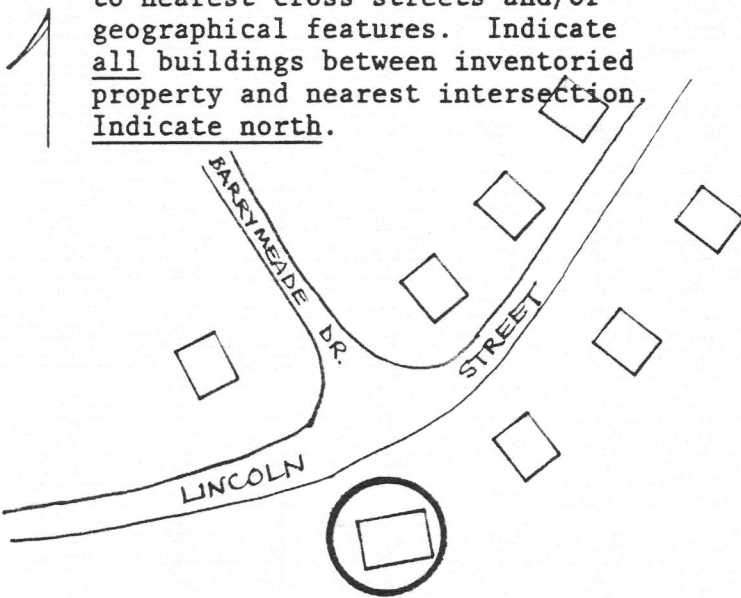 to nearest cross streets and/or
geographical features. Indicate
all buildings between inventoried
property and nearest intersection.
Indicate north.
BARRYMEADE DR.
STREET
LINCOLN